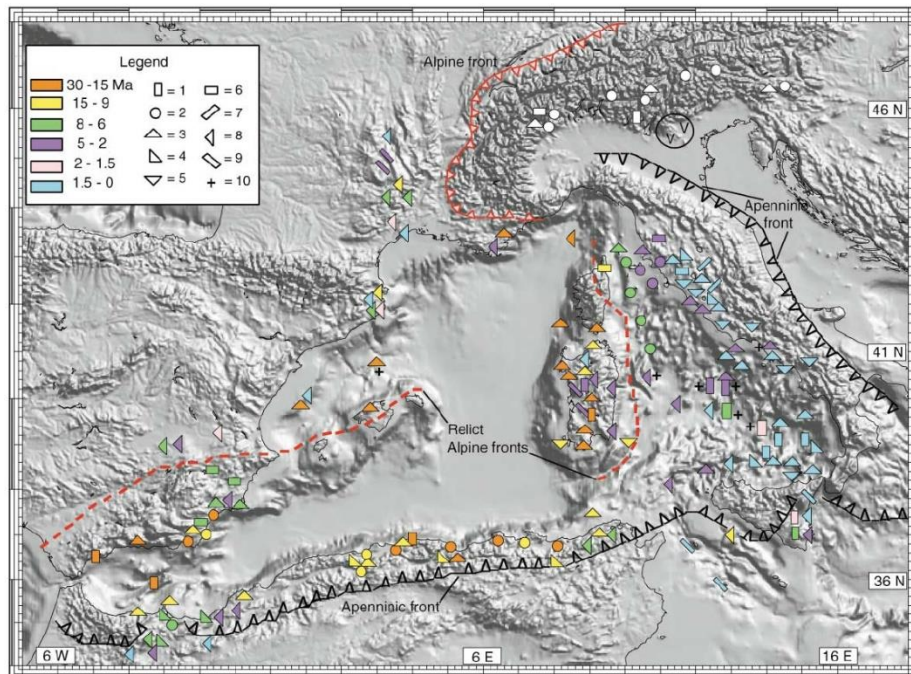 Legend
30 - 15 Ma
15 - 9
8 - 6
5 - 2
2 - 1.5
1.5 - 0
= 1
= 2
= 3
= 4
= 5
= 6
= 7
= 8
= 9
+ = 10
Alpine front
46 N
Apenninic
front
41 N
Relict
Alpine fronts
36 N
Apenninic front
6 W
6 E
16 E